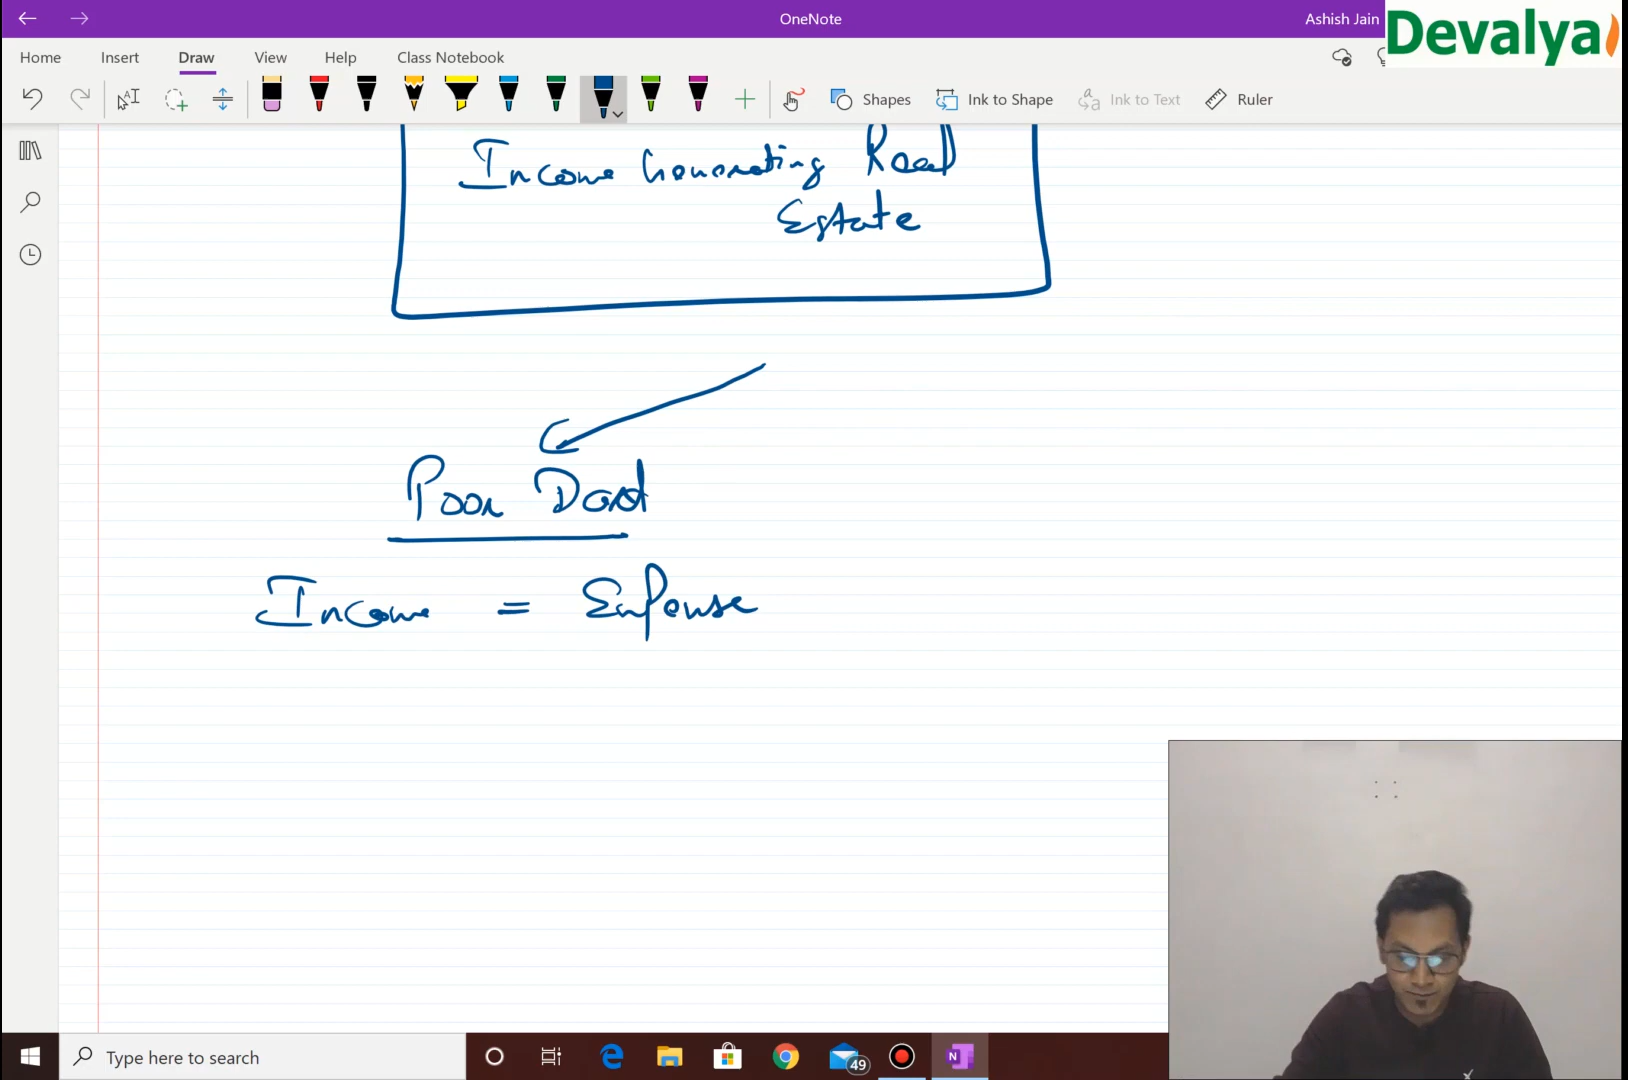 OneNote
Ashish Jain
Devalya
Home Insert Draw View Help Class Notebook
Shapes Ink to Shape Ink to Text Ruler
Income Generating Real
Estate
Poor Dad
Income = Expense
Type here to search
49